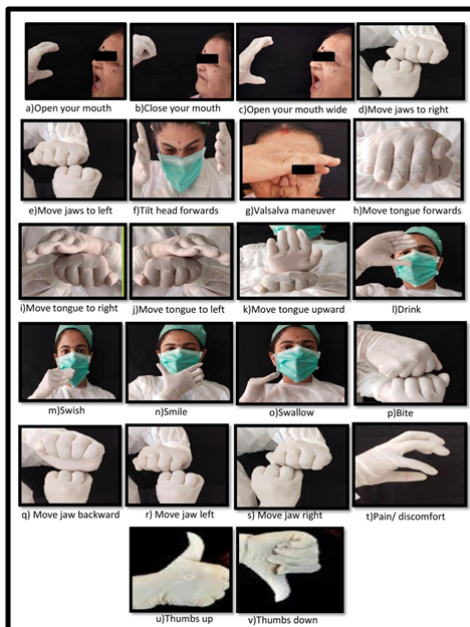 a)Open your mouth
b)Close your mouth
c)Open your mouth wide
d)Move jaws to right
e)Move jaws to left
f)Tilt head forwards
g)Valsalva maneuver
h)Move tongue forwards
i)Move tongue to right
j)Move tongue to left
k)Move tongue upward
l)Drink
m)Swish
n)Smile
o)Swallow
p)Bite
q) Move jaw backward
r) Move jaw left
s) Move jaw right
t)Pain/ discomfort
u)Thumbs up
v)Thumbs down